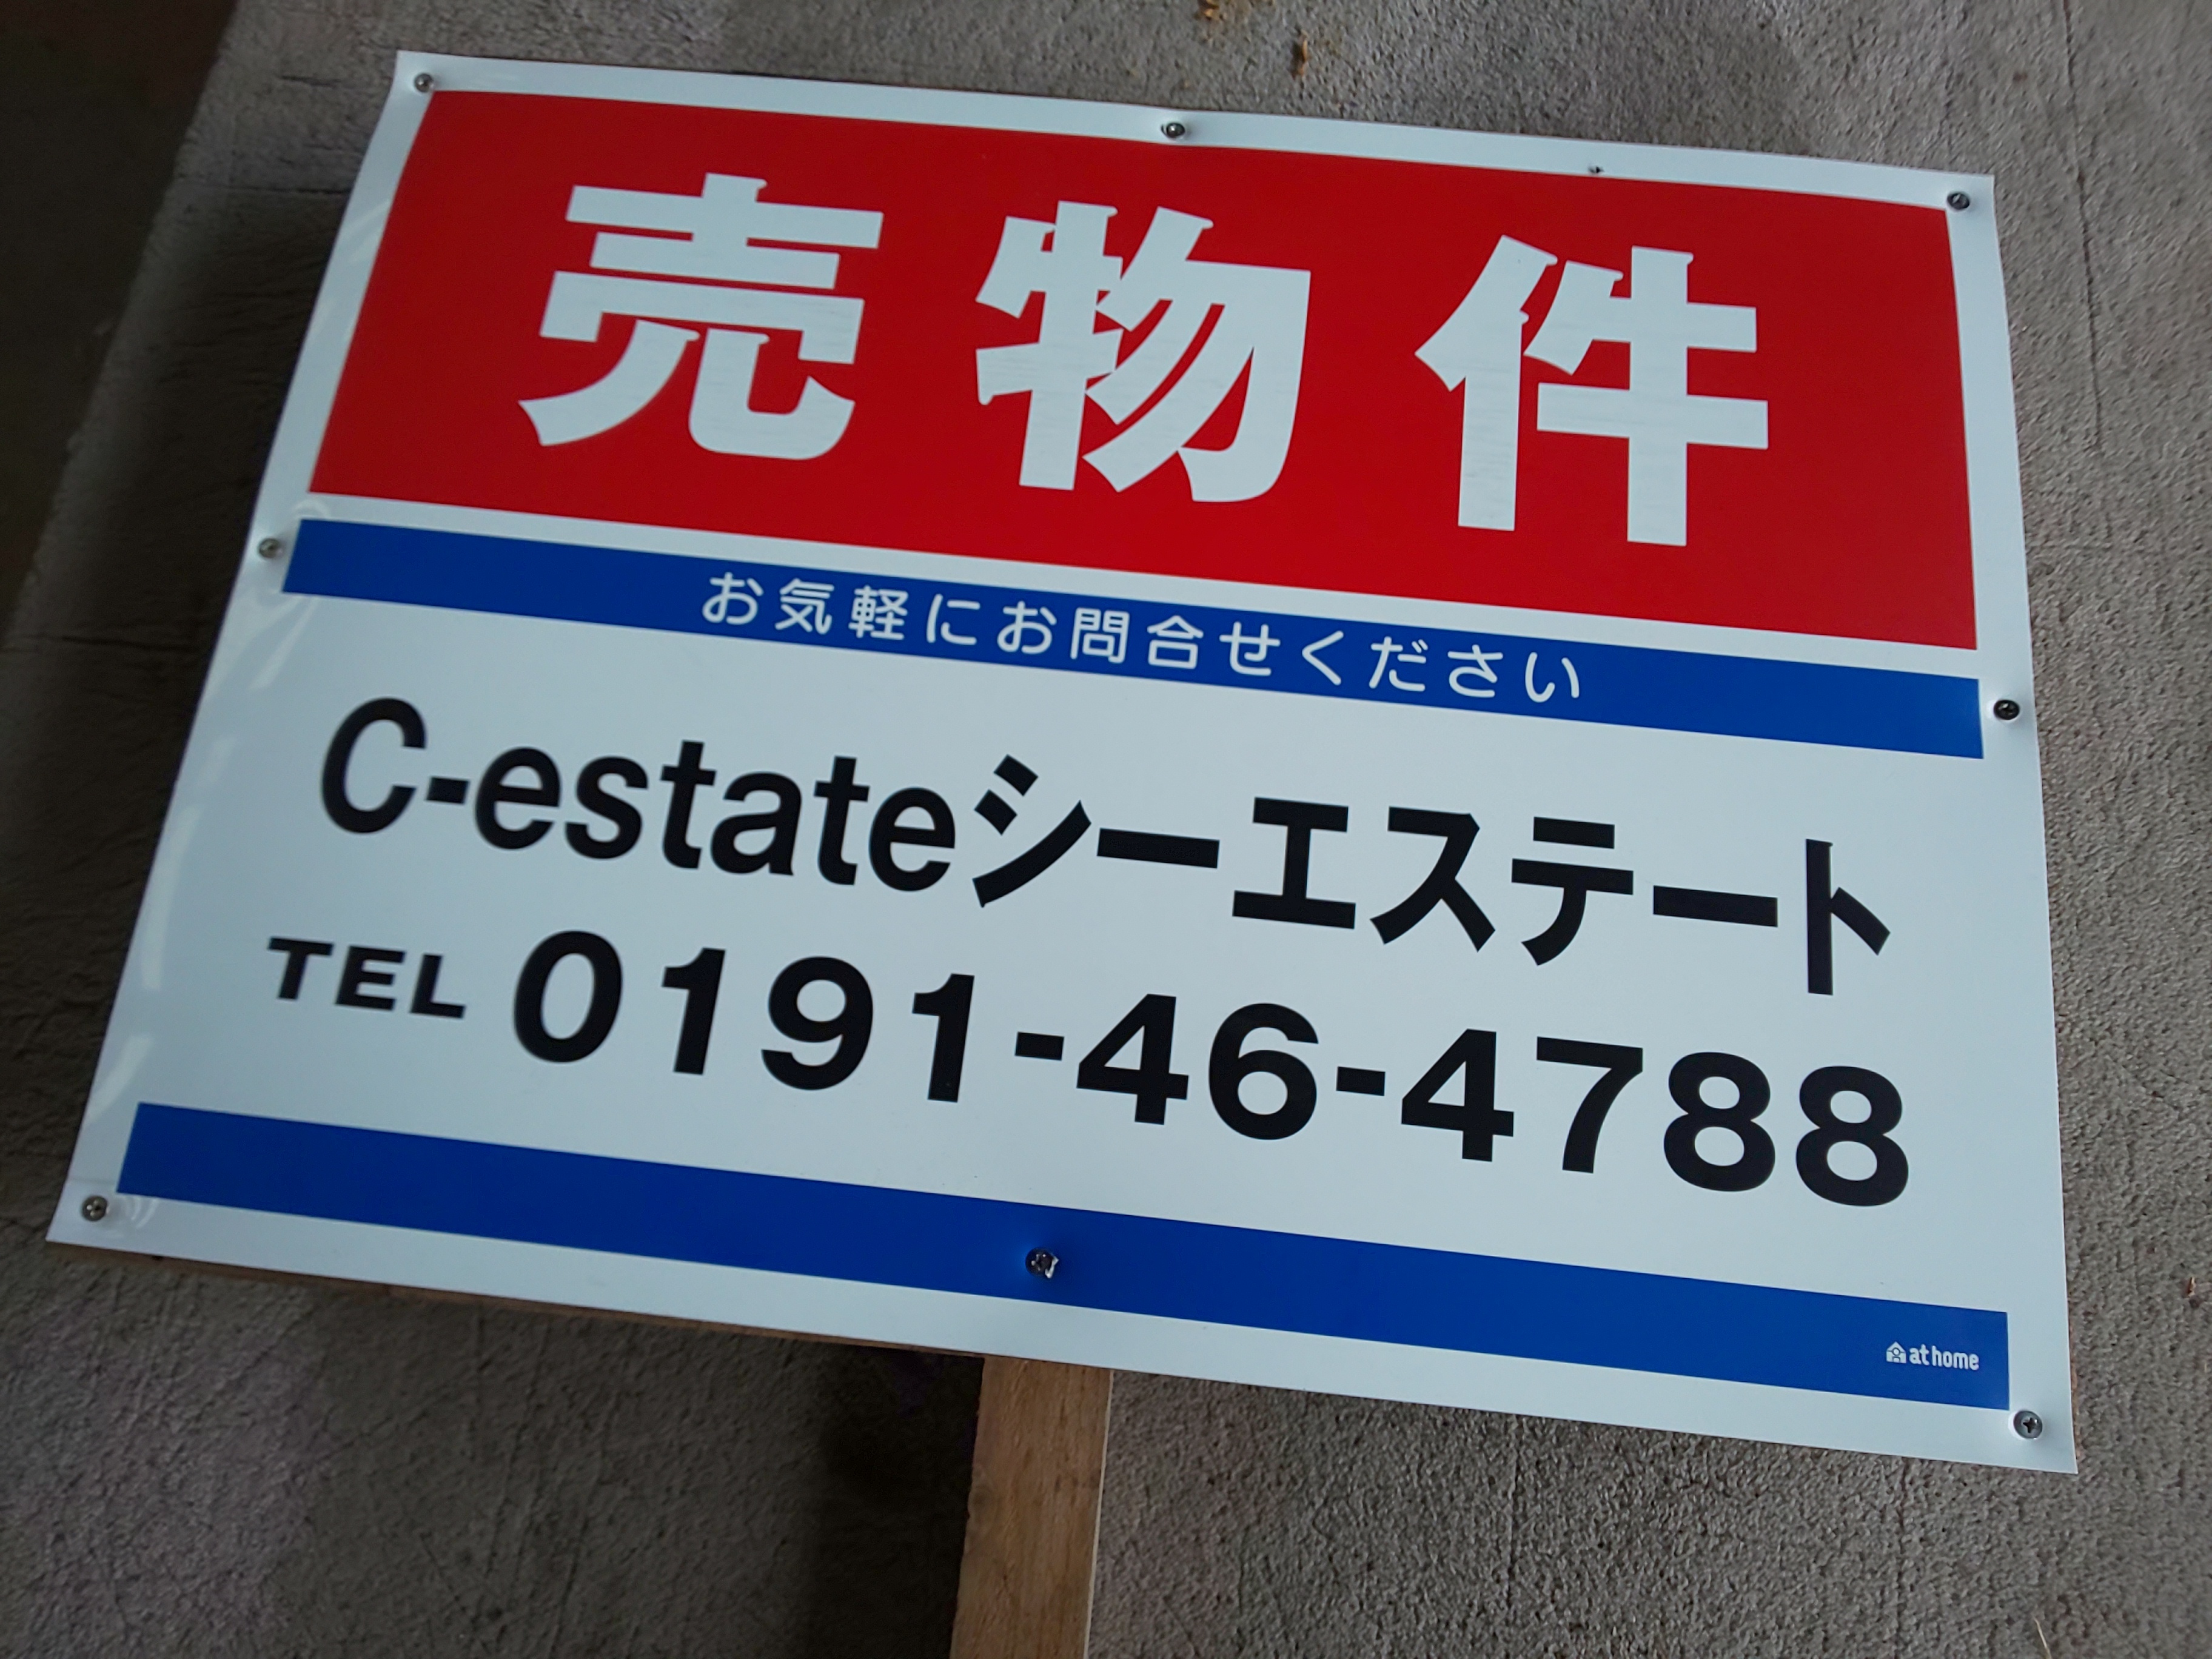 売物件
お気軽にお問合せください
C-estateシーエステート
TEL 0191-46-4788
at home